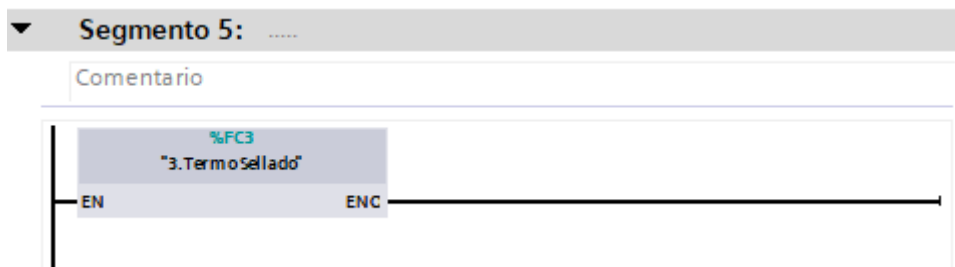 Segmento 5: .....
Comentario
%FC3
"3.TermoSellado"
EN ENO